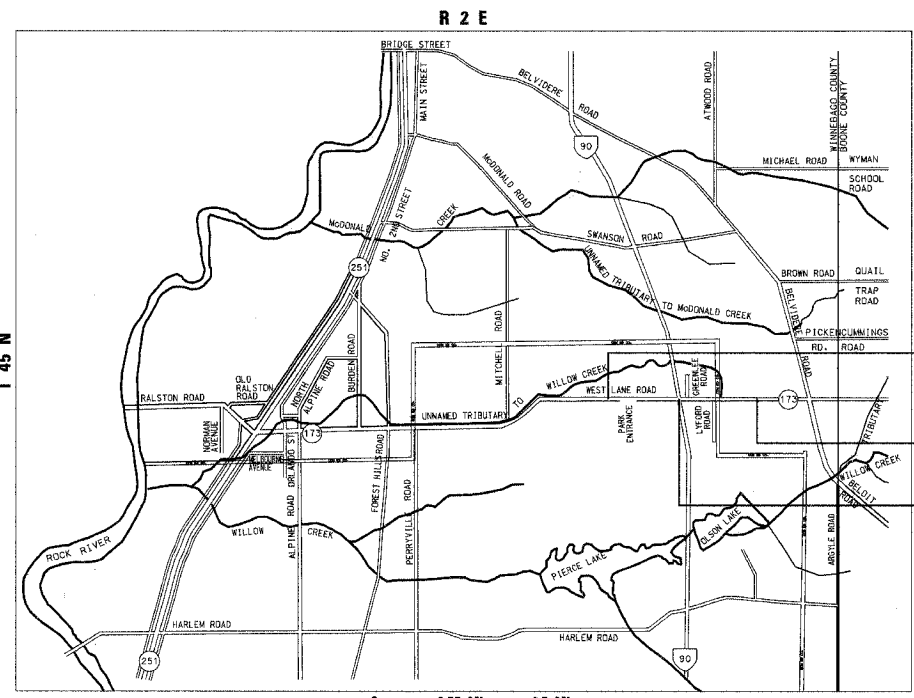 R 2 E
BRIDGE STREET
MAIN STREET
BELVIDERE ROAD
ATWOOD ROAD
WINNEBAGO COUNTY
BOONE COUNTY
90
MICHAEL ROAD
WYMAN
SCHOOL
ROAD
McDONALD ROAD
McDONALD CREEK
NO. 2ND STREET
SWANSON ROAD
251
UNNAMED TRIBUTARY TO McDONALD CREEK
BROWN ROAD
QUAIL
TRAP
ROAD
BELVIDERE ROAD
PICKENCUMMINGS
RD. ROAD
T 45 N
MITCHELL ROAD
BURDEN ROAD
NORTH
ALPINE ROAD
OLD
RALSTON
ROAD
RALSTON ROAD
WILLOW CREEK
GREENLEE
ROAD
WEST LANE ROAD
173
UNNAMED TRIBUTARY TO
PARK
ENTRANCE
LYFORD
ROAD
NORMAN
AVENUE
173
ORLANDO ST.
MELBOURNE
AVENUE
FOREST HILLS ROAD
TRIBUTARY
WILLOW CREEK
BELOIT
ROAD
ALPINE ROAD
WILLOW CREEK
PERRYVILLE ROAD
OLSON LAKE
ARGYLE ROAD
ROCK RIVER
PIERCE LAKE
HARLEM ROAD
HARLEM ROAD
251
90